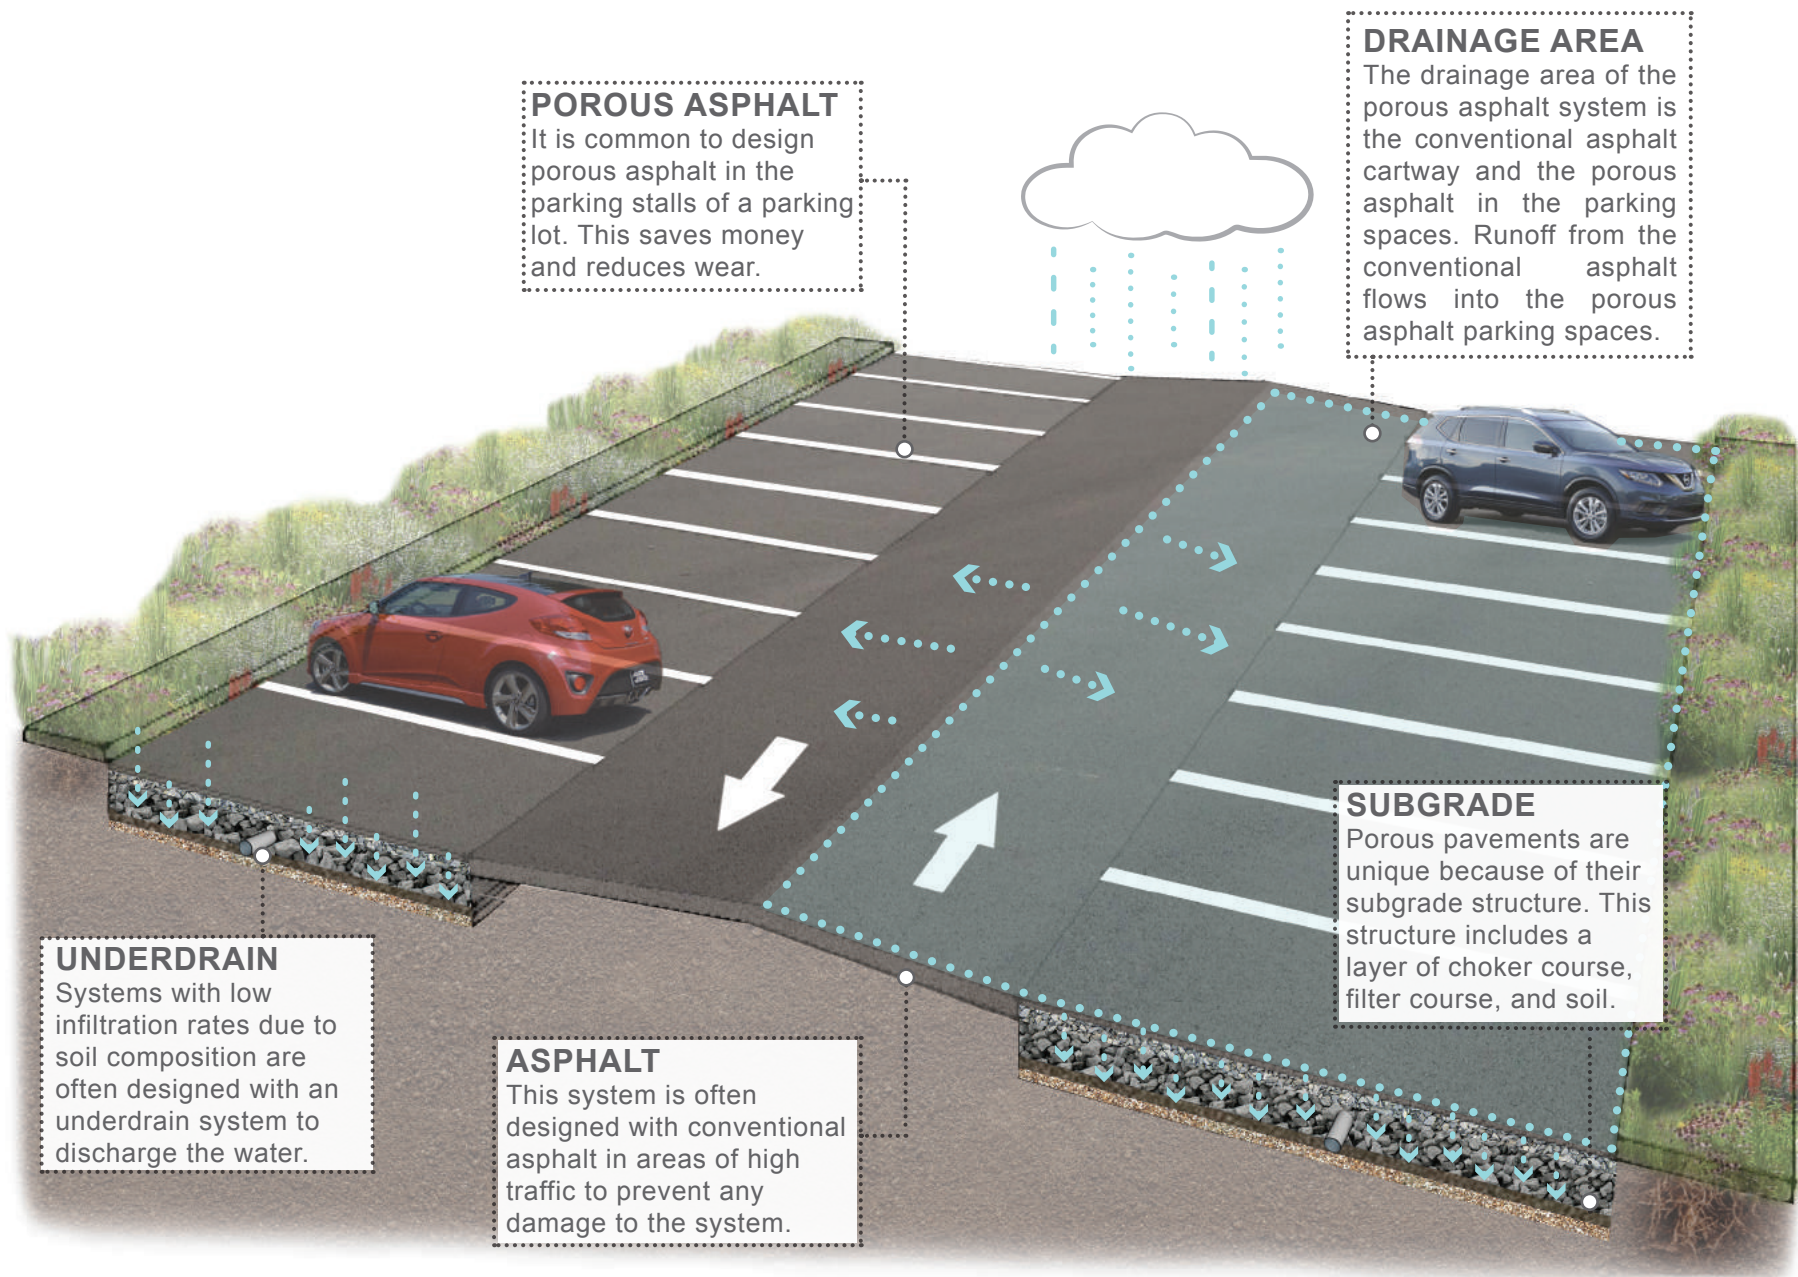 POROUS ASPHALT
It is common to design
porous asphalt in the
parking stalls of a parking
lot. This saves money
and reduces wear.
DRAINAGE AREA
The drainage area of the
porous asphalt system is
the conventional asphalt
cartway and the porous
asphalt in the parking
spaces. Runoff from the
conventional asphalt
flows into the porous
asphalt parking spaces.
SUBGRADE
Porous pavements are
unique because of their
subgrade structure. This
structure includes a
layer of choker course,
filter course, and soil.
UNDERDRAIN
Systems with low
infiltration rates due to
soil composition are
often designed with an
underdrain system to
discharge the water.
ASPHALT
This system is often
designed with conventional
asphalt in areas of high
traffic to prevent any
damage to the system.